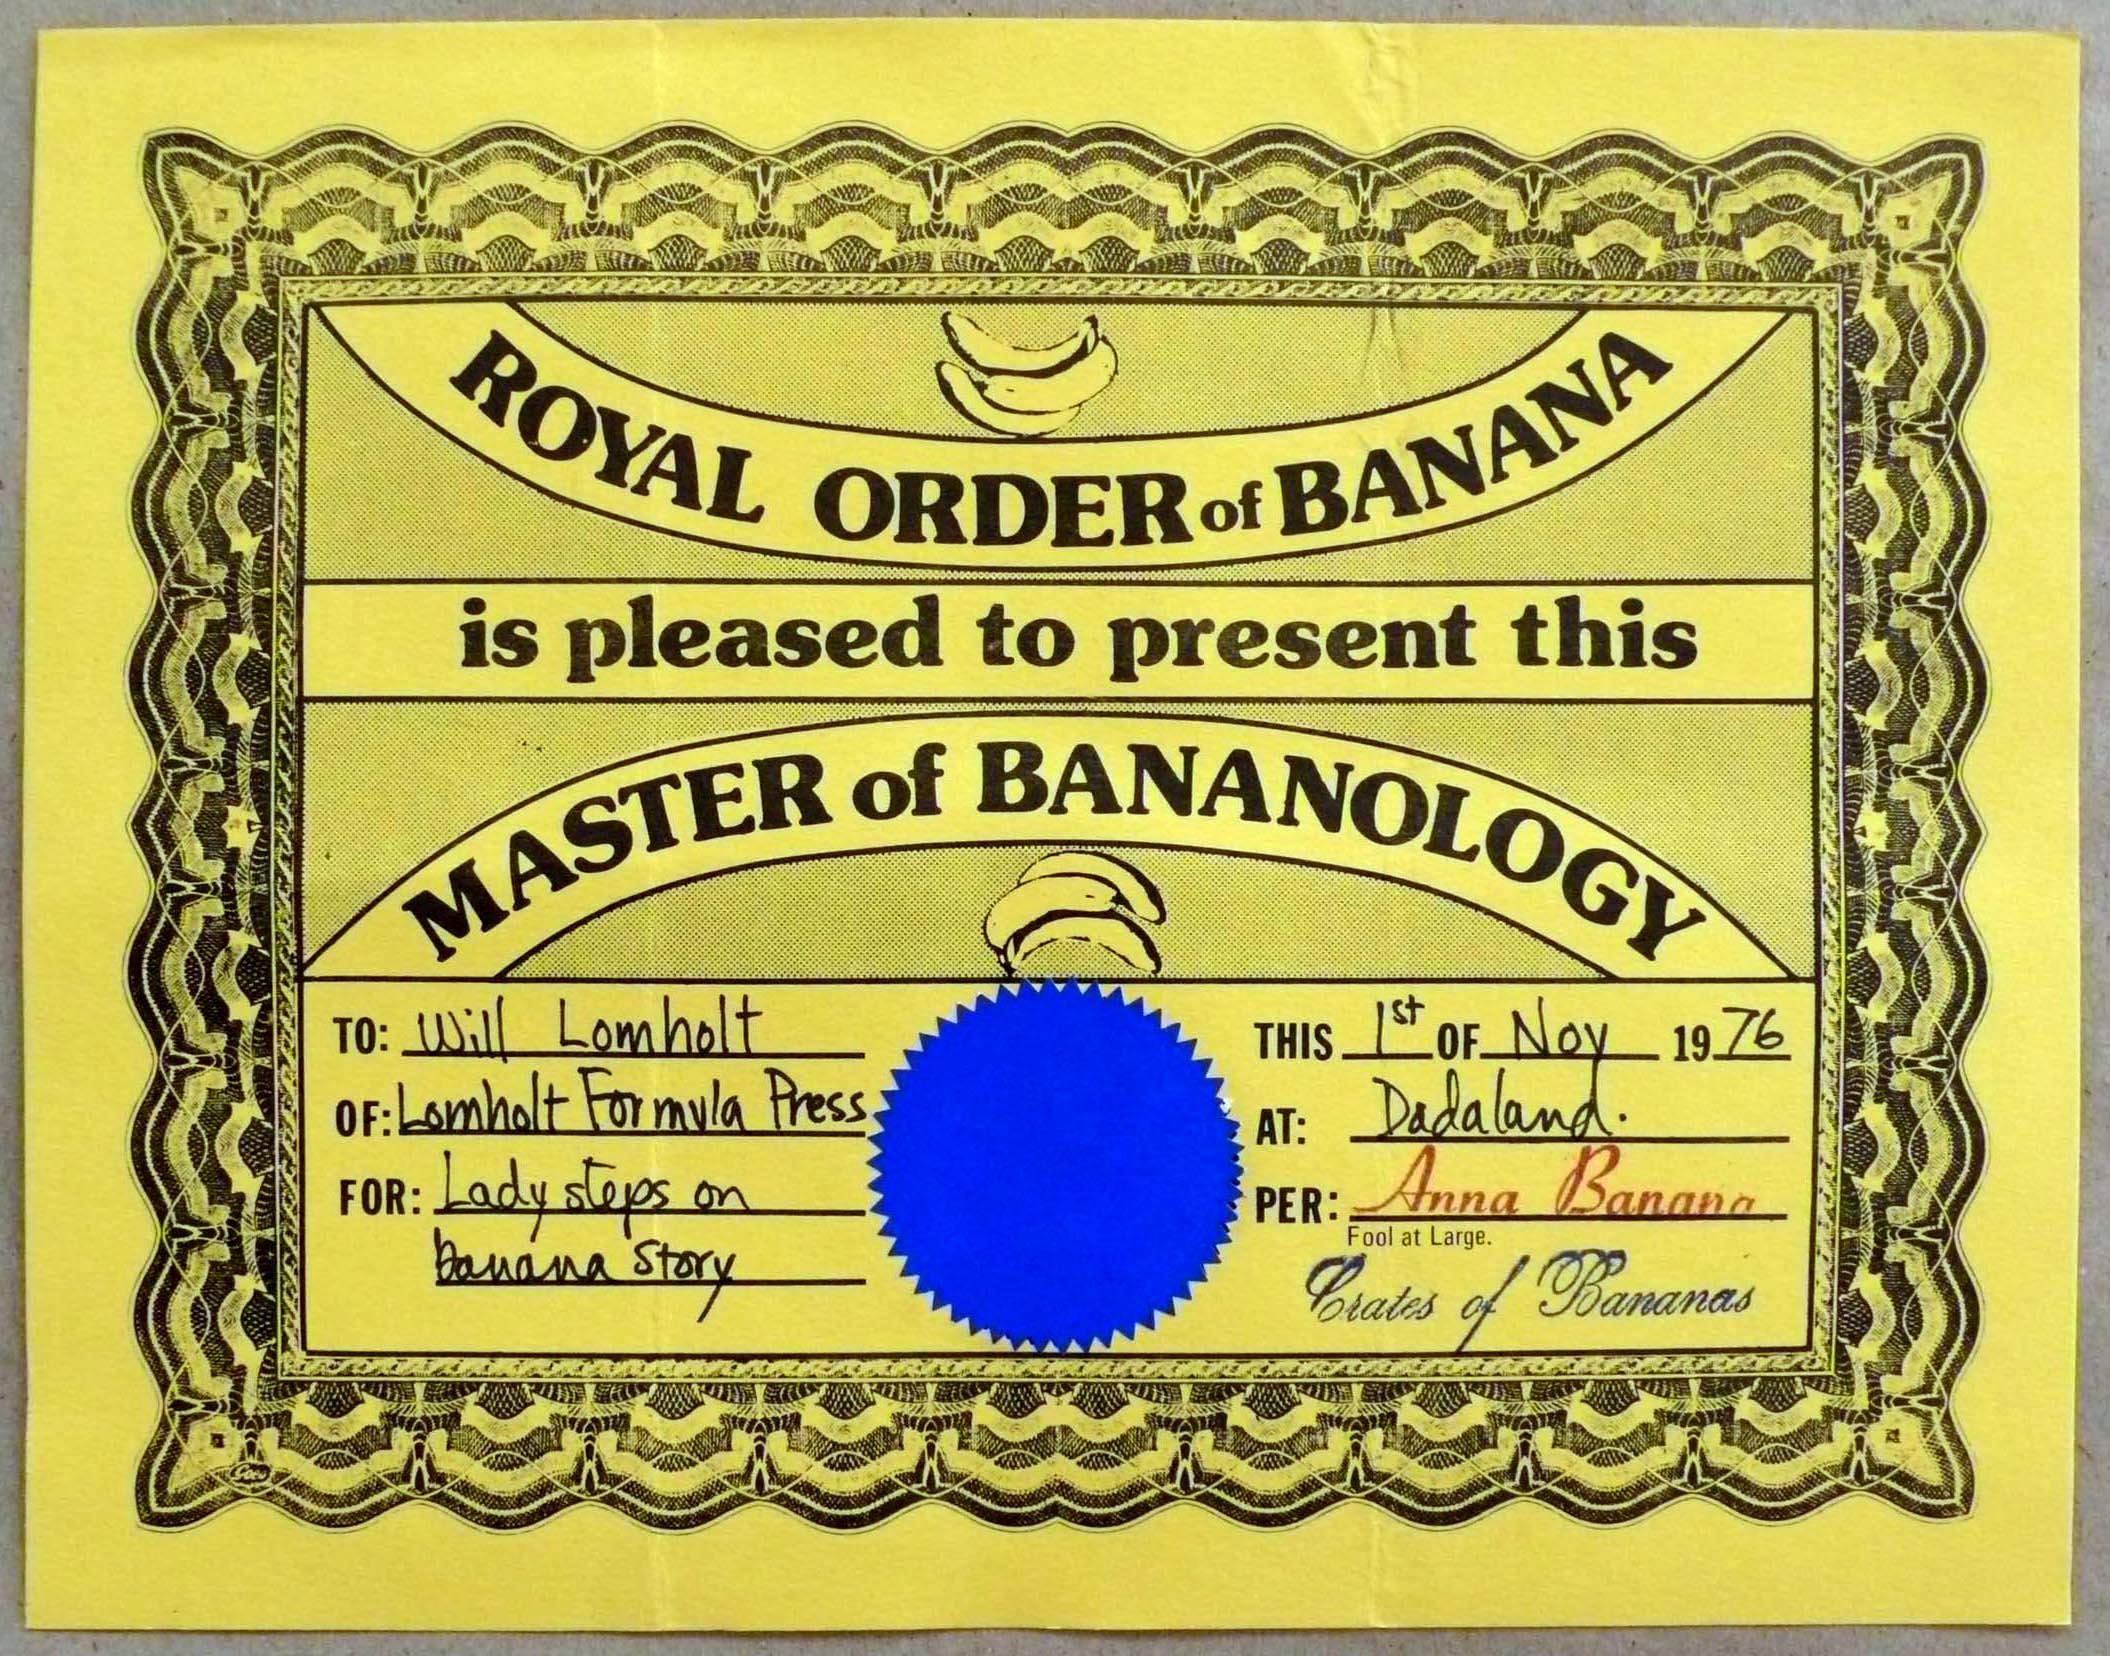 ROYAL ORDER of BANANA
is pleased to present this
MASTER of BANANOLOGY
TO: Will Lomholt
OF: Lomholt Formula Press
FOR: Lady steps on
banana story
THIS 1st OF Nov 1976
AT: Dadaland.
PER: Anna Banana
Fool at Large.
Crates of Bananas